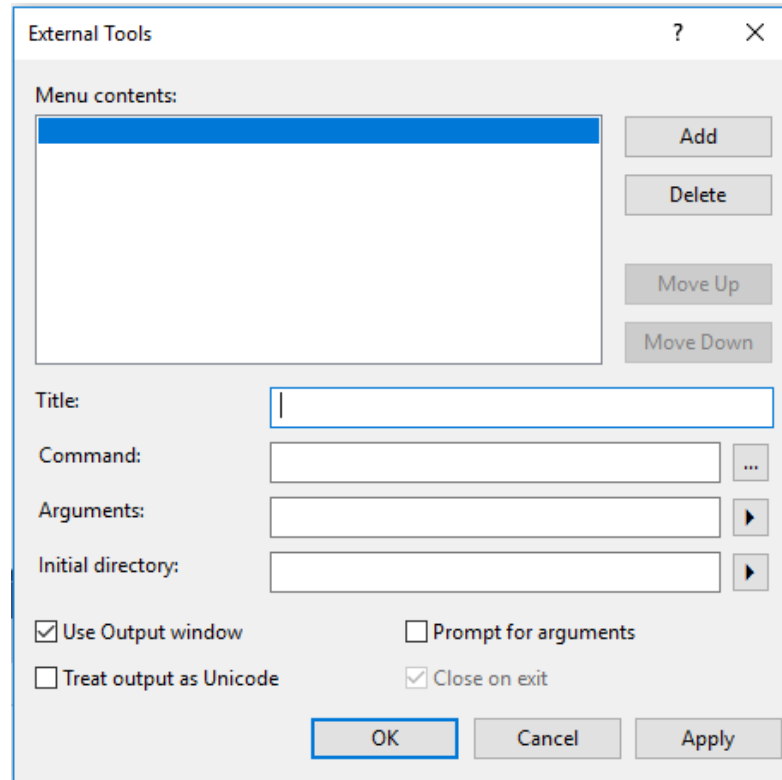 External Tools ?
Menu contents:
Add
Delete
Move Up
Move Down
Title:
Command:
...
Arguments:
Initial directory:
Use Output window
Prompt for arguments
Treat output as Unicode
Close on exit
OK
Cancel
Apply